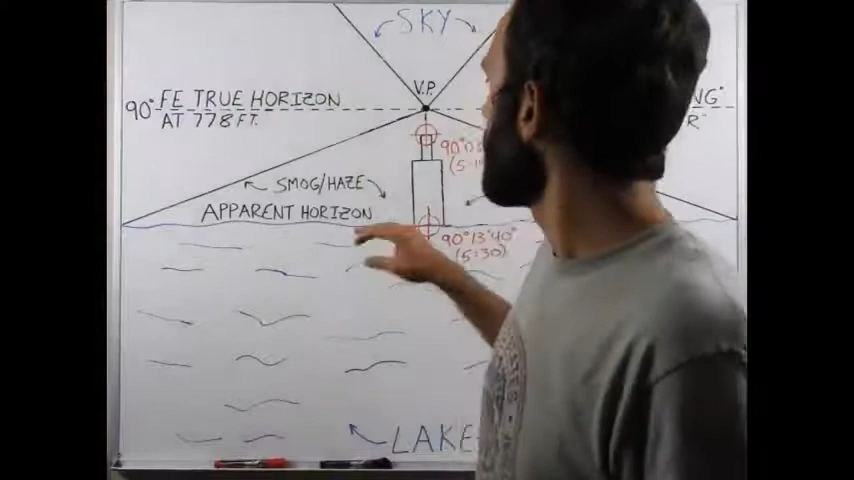 SKY
V.P.
90° FE TRUE HORIZON
AT 778 FT.
SMOG/HAZE
APPARENT HORIZON
90°13'40"
(5:30)
LAKE